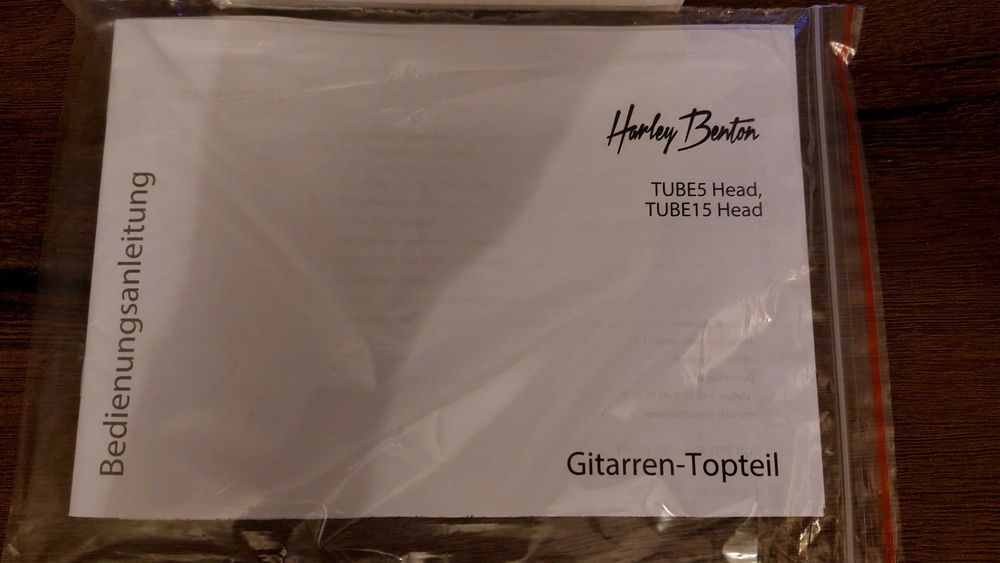 Harley Benton
TUBE5 Head,
TUBE15 Head
Bedienungsanleitung
Gitarren-Topteil